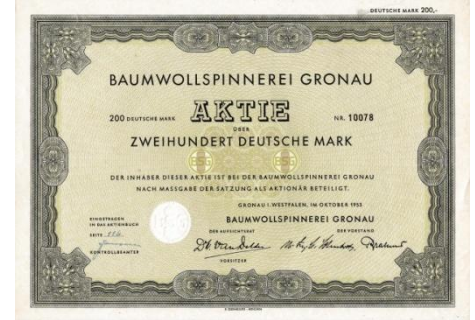 DEUTSCHE MARK 200,-
BAUMWOLLSPINNEREI GRONAU
200 DEUTSCHE MARK AKTIE NR. 10078
ÜBER
ZWEIHUNDERT DEUTSCHE MARK
DER INHABER DIESER AKTIE IST BEI DER BAUMWOLLSPINNEREI GRONAU
NACH MASSGABE DER SATZUNG ALS AKTIONÄR BETEILIGT.
GRONAU I. WESTFALEN, IM OKTOBER 1952
EINGETRAGEN
IN DAS AKTIENBUCH
SEITE
KONTROLLBEAMTER
BAUMWOLLSPINNEREI GRONAU
DER AUFSICHTSRAT DER VORSTAND
VORSITZER